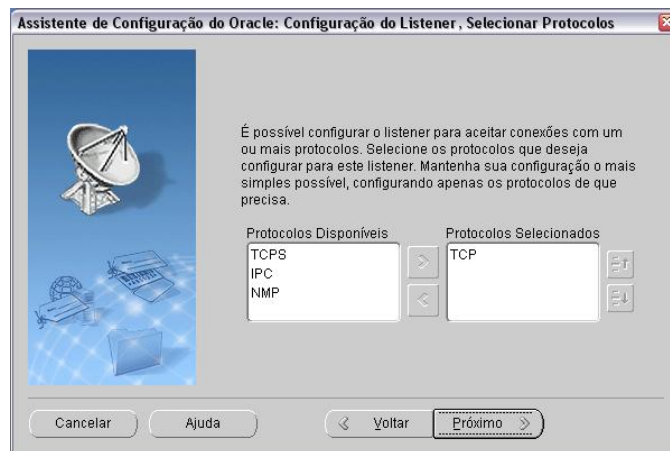 Assistente de Configuração do Oracle: Configuração do Listener, Selecionar Protocolos
É possível configurar o listener para aceitar conexões com um
ou mais protocolos. Selecione os protocolos que deseja
configurar para este listener. Mantenha sua configuração o mais
simples possível, configurando apenas os protocolos de que
precisa.
Protocolos Disponíveis
TCPS
IPC
NMP
Protocolos Selecionados
TCP
Cancelar
Ajuda
Voltar
Próximo